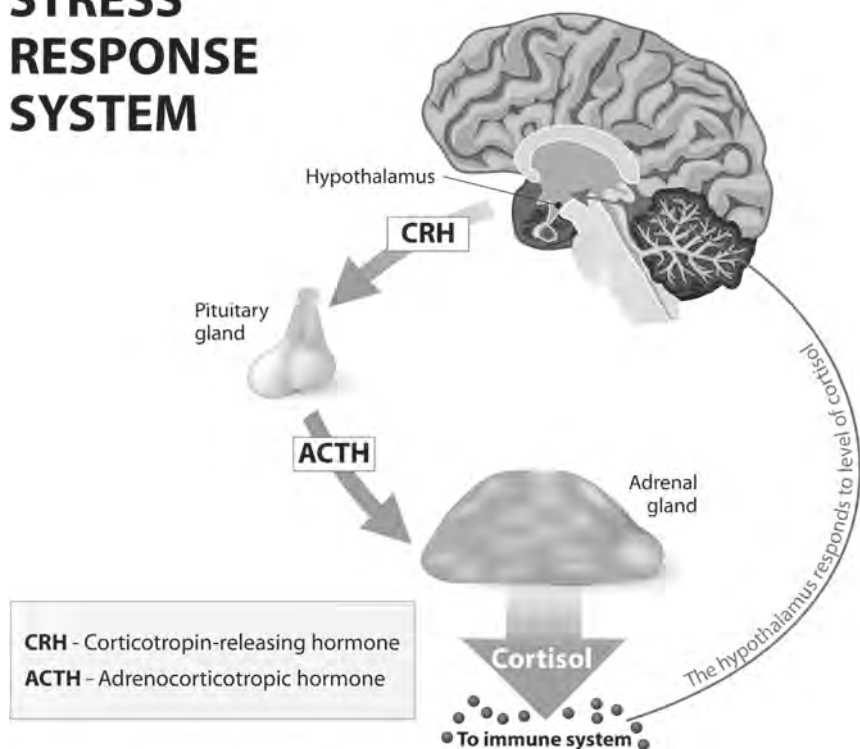 STRESS
RESPONSE
SYSTEM
Hypothalamus
CRH
Pituitary
gland
ACTH
Adrenal
gland
The hypothalamus responds to level of cortisol
CRH - Corticotropin-releasing hormone
ACTH – Adrenocorticotropic hormone
Cortisol
To immune system